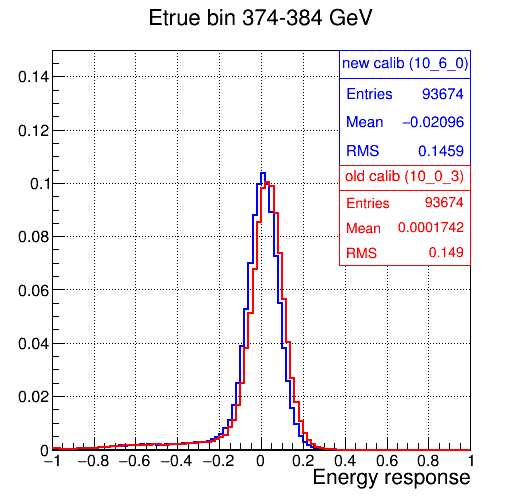 Etrue bin 374-384 GeV
new calib (10_6_0)
Entries 93674
Mean −0.02096
RMS 0.1459
old calib (10_0_3)
Entries 93674
Mean 0.0001742
RMS 0.149
0.14
0.12
0.1
0.08
0.06
0.04
0.02
0
−1 −0.8 −0.6 −0.4 −0.2 0 0.2 0.4 0.6 0.8 1
Energy response